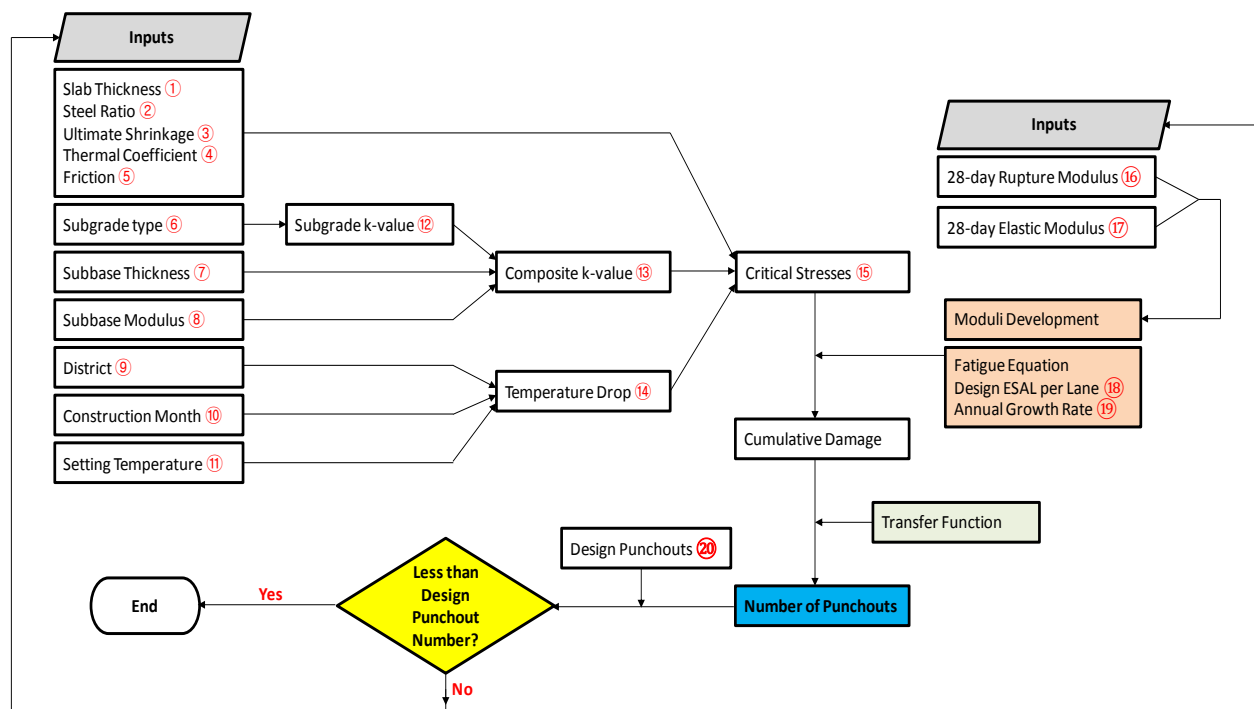 Inputs
Slab Thickness ①
Steel Ratio ②
Ultimate Shrinkage ③
Thermal Coefficient ④
Friction ⑤
Subgrade type ⑥
Subgrade k-value ⑫
Subbase Thickness ⑦
Composite k-value ⑬
Subbase Modulus ⑧
District ⑨
Construction Month ⑩
Temperature Drop ⑭
Setting Temperature ⑪
Critical Stresses ⑮
Inputs
28-day Rupture Modulus ⑯
28-day Elastic Modulus ⑰
Moduli Development
Fatigue Equation
Design ESAL per Lane ⑱
Annual Growth Rate ⑲
Cumulative Damage
Transfer Function
Design Punchouts ⑳
Number of Punchouts
Less than
Design
Punchout
Number?
Yes
End
No